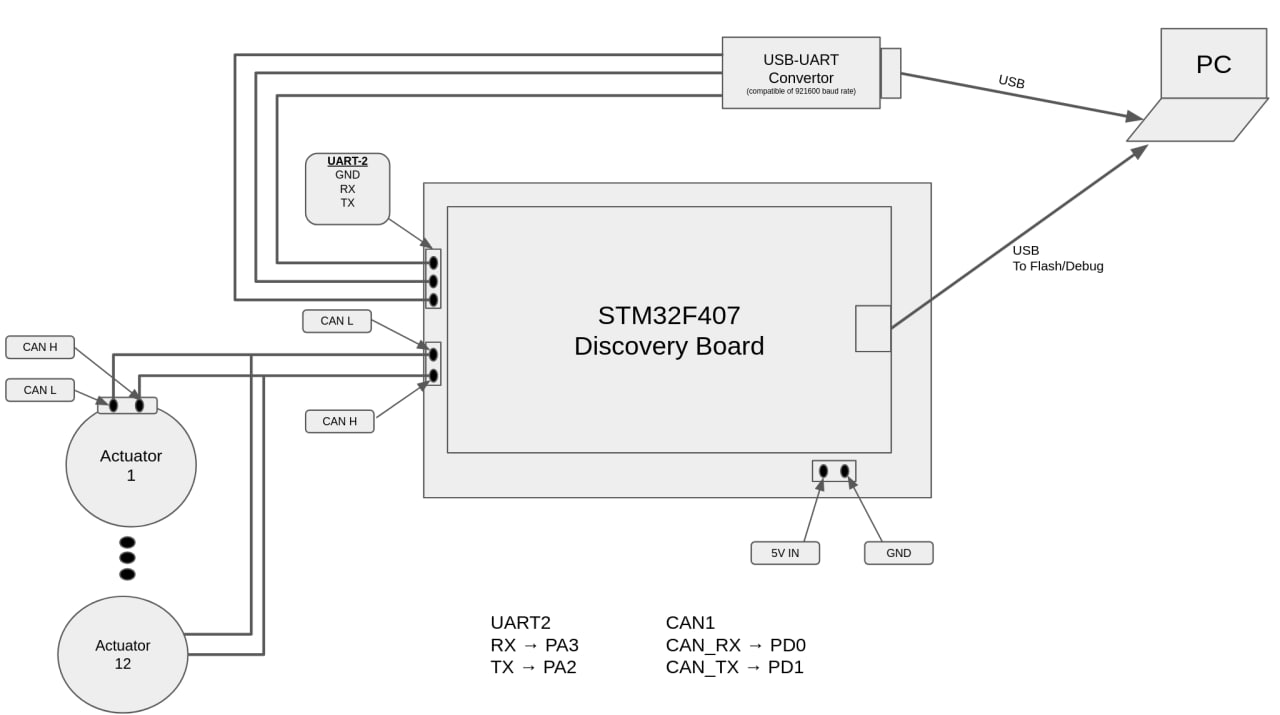 USB-UART
Convertor
(compatible of 921600 baud rate)
USB
PC
UART-2
GND
RX
TX
USB
To Flash/Debug
STM32F407
Discovery Board
CAN L
CAN H
CAN L
CAN H
Actuator
1
5V IN
GND
Actuator
12
UART2
RX → PA3
TX → PA2
CAN1
CAN_RX → PD0
CAN_TX → PD1